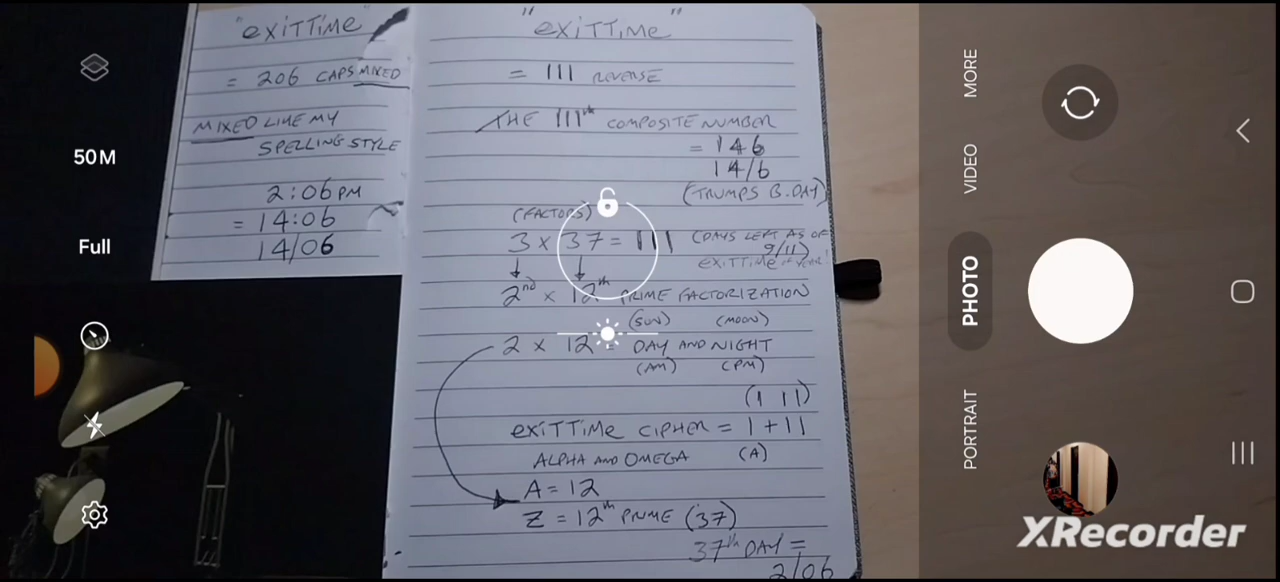 "exiTTiMe"
= 206 CAPS MIXED
MIXED LIKE MY
SPELLING STYLE
2:06 PM
= 14:06
14/06
"exiTTiMe"
= 111 REVERSE
THE 111th COMPOSITE NUMBER
= 146
14/6
(TRUMPS B.DAY)
(FACTORS)
3 x 37 = 111 (DAYS LEFT AS OF
9/11)
EXiTTiMe
2nd x 12th PRIME FACTORIZATION
(SUN) (MOON)
2 x 12 = DAY AND NIGHT
(AM) (PM)
(1 11)
exiTTiMe CIPHER = 1 + 11
ALPHA AND OMEGA (A)
A = 12
Z = 12th PRIME (37)
37th DAY =
2/06
50M
Full
MORE
VIDEO
PHOTO
PORTRAIT
XRecorder